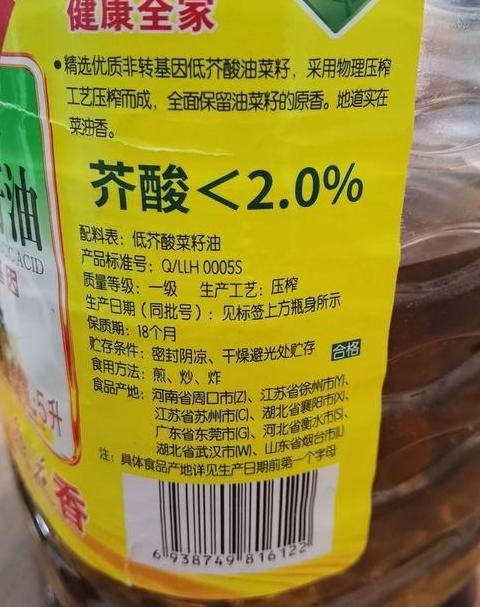 健康全家
•精选优质非转基因低芥酸油菜籽，采用物理压榨
工艺压榨而成，全面保留油菜籽的原香。地道实在
菜油香。
芥酸＜2.0%
配料表：低芥酸菜籽油
产品标准号：Q/LLH 0005S
质量等级：一级　生产工艺：压榨
生产日期（同批号）：见标签上方瓶身所示
保质期：18个月
贮存条件：密封阴凉、干燥避光处贮存
合格
食用方法：煎、炒、炸
食品产地：河南省周口市(Z)、江苏省徐州市(Y)、
江苏省苏州市(C)、湖北省襄阳市(X)、
广东省东莞市(G)、河北省衡水市(S)、
湖北省武汉市(W)、山东省烟台市(L)
注：具体食品产地详见生产日期前第一个字母
6 938749 816122
油
ACID
5升
香